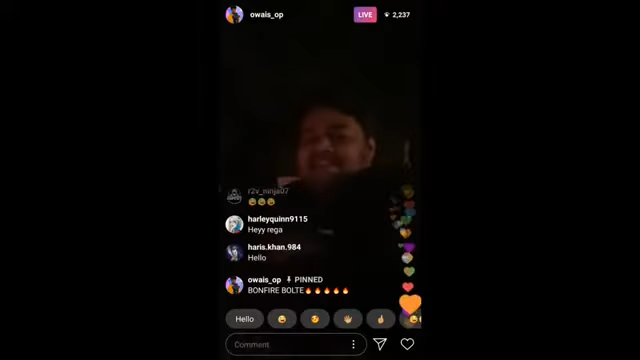 owais_op
LIVE
2,237
r2v_ninja07
harleyquinn9115
Heyy rega
haris.khan.984
Hello
owais_op PINNED
BONFIRE BOLTE🔥🔥🔥🔥🔥
Hello
Comment